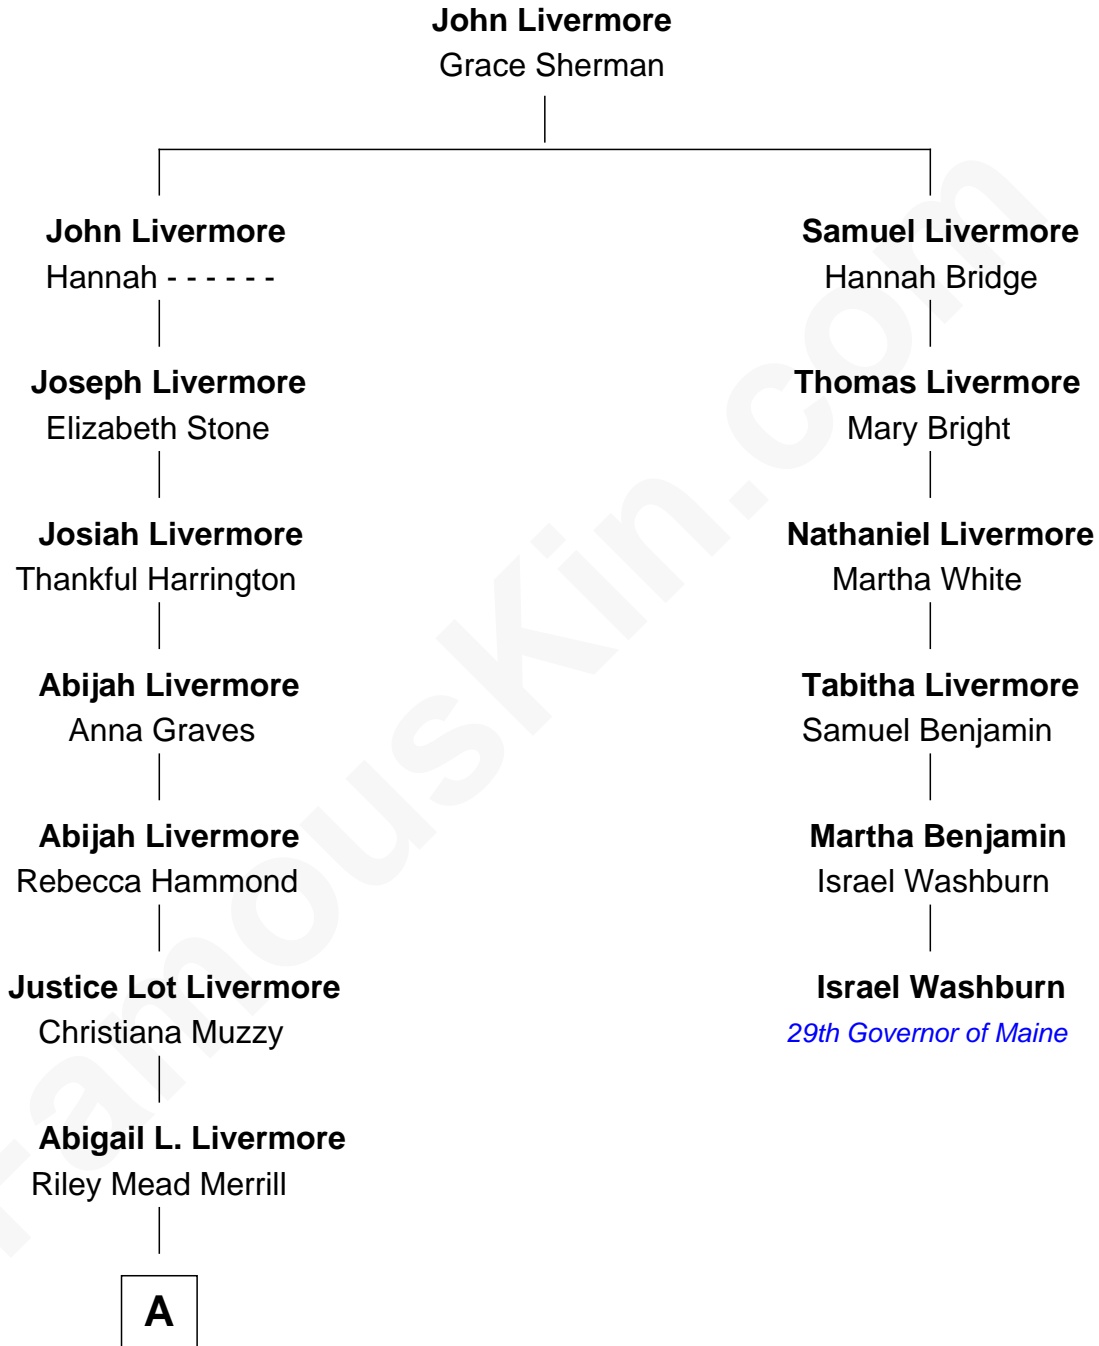 John Livermore
Grace Sherman
John Livermore
Hannah - - - - - -
Samuel Livermore
Hannah Bridge
Joseph Livermore
Elizabeth Stone
Thomas Livermore
Mary Bright
Josiah Livermore
Thankful Harrington
Nathaniel Livermore
Martha White
Abijah Livermore
Anna Graves
Tabitha Livermore
Samuel Benjamin
Abijah Livermore
Rebecca Hammond
Martha Benjamin
Israel Washburn
Justice Lot Livermore
Christiana Muzzy
Israel Washburn
29th Governor of Maine
Abigail L. Livermore
Riley Mead Merrill
A
FamousKin.com